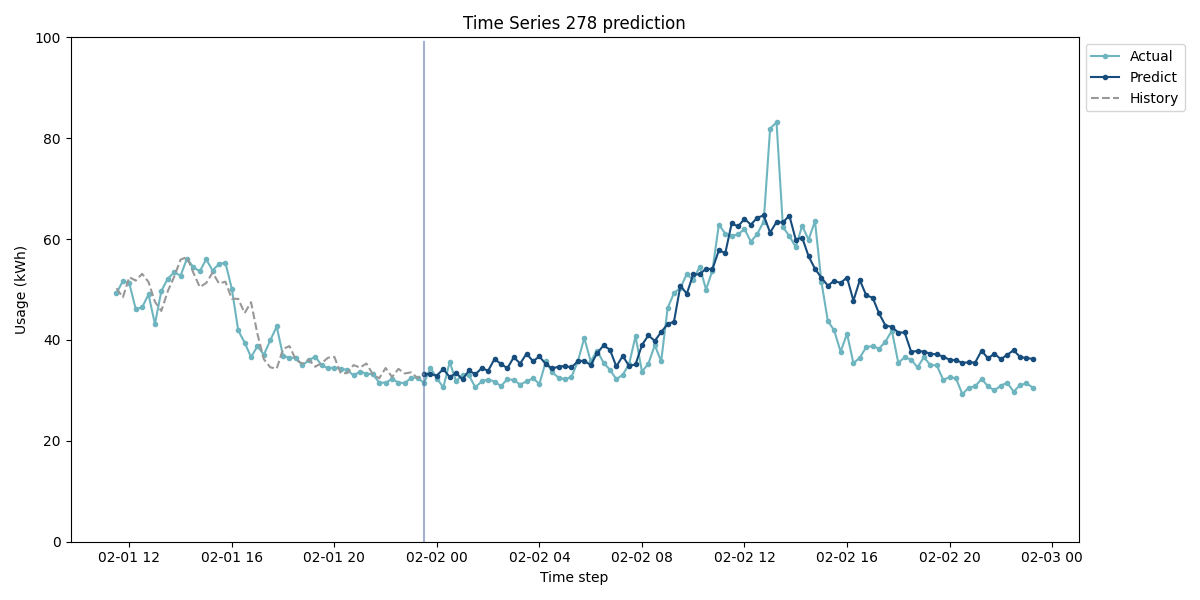 Time Series 278 prediction
100
80
60
40
20
0
Usage (kWh)
02-01 12
02-01 16
02-01 20
02-02 00
02-02 04
02-02 08
02-02 12
02-02 16
02-02 20
02-03 00
Time step
Actual
Predict
History